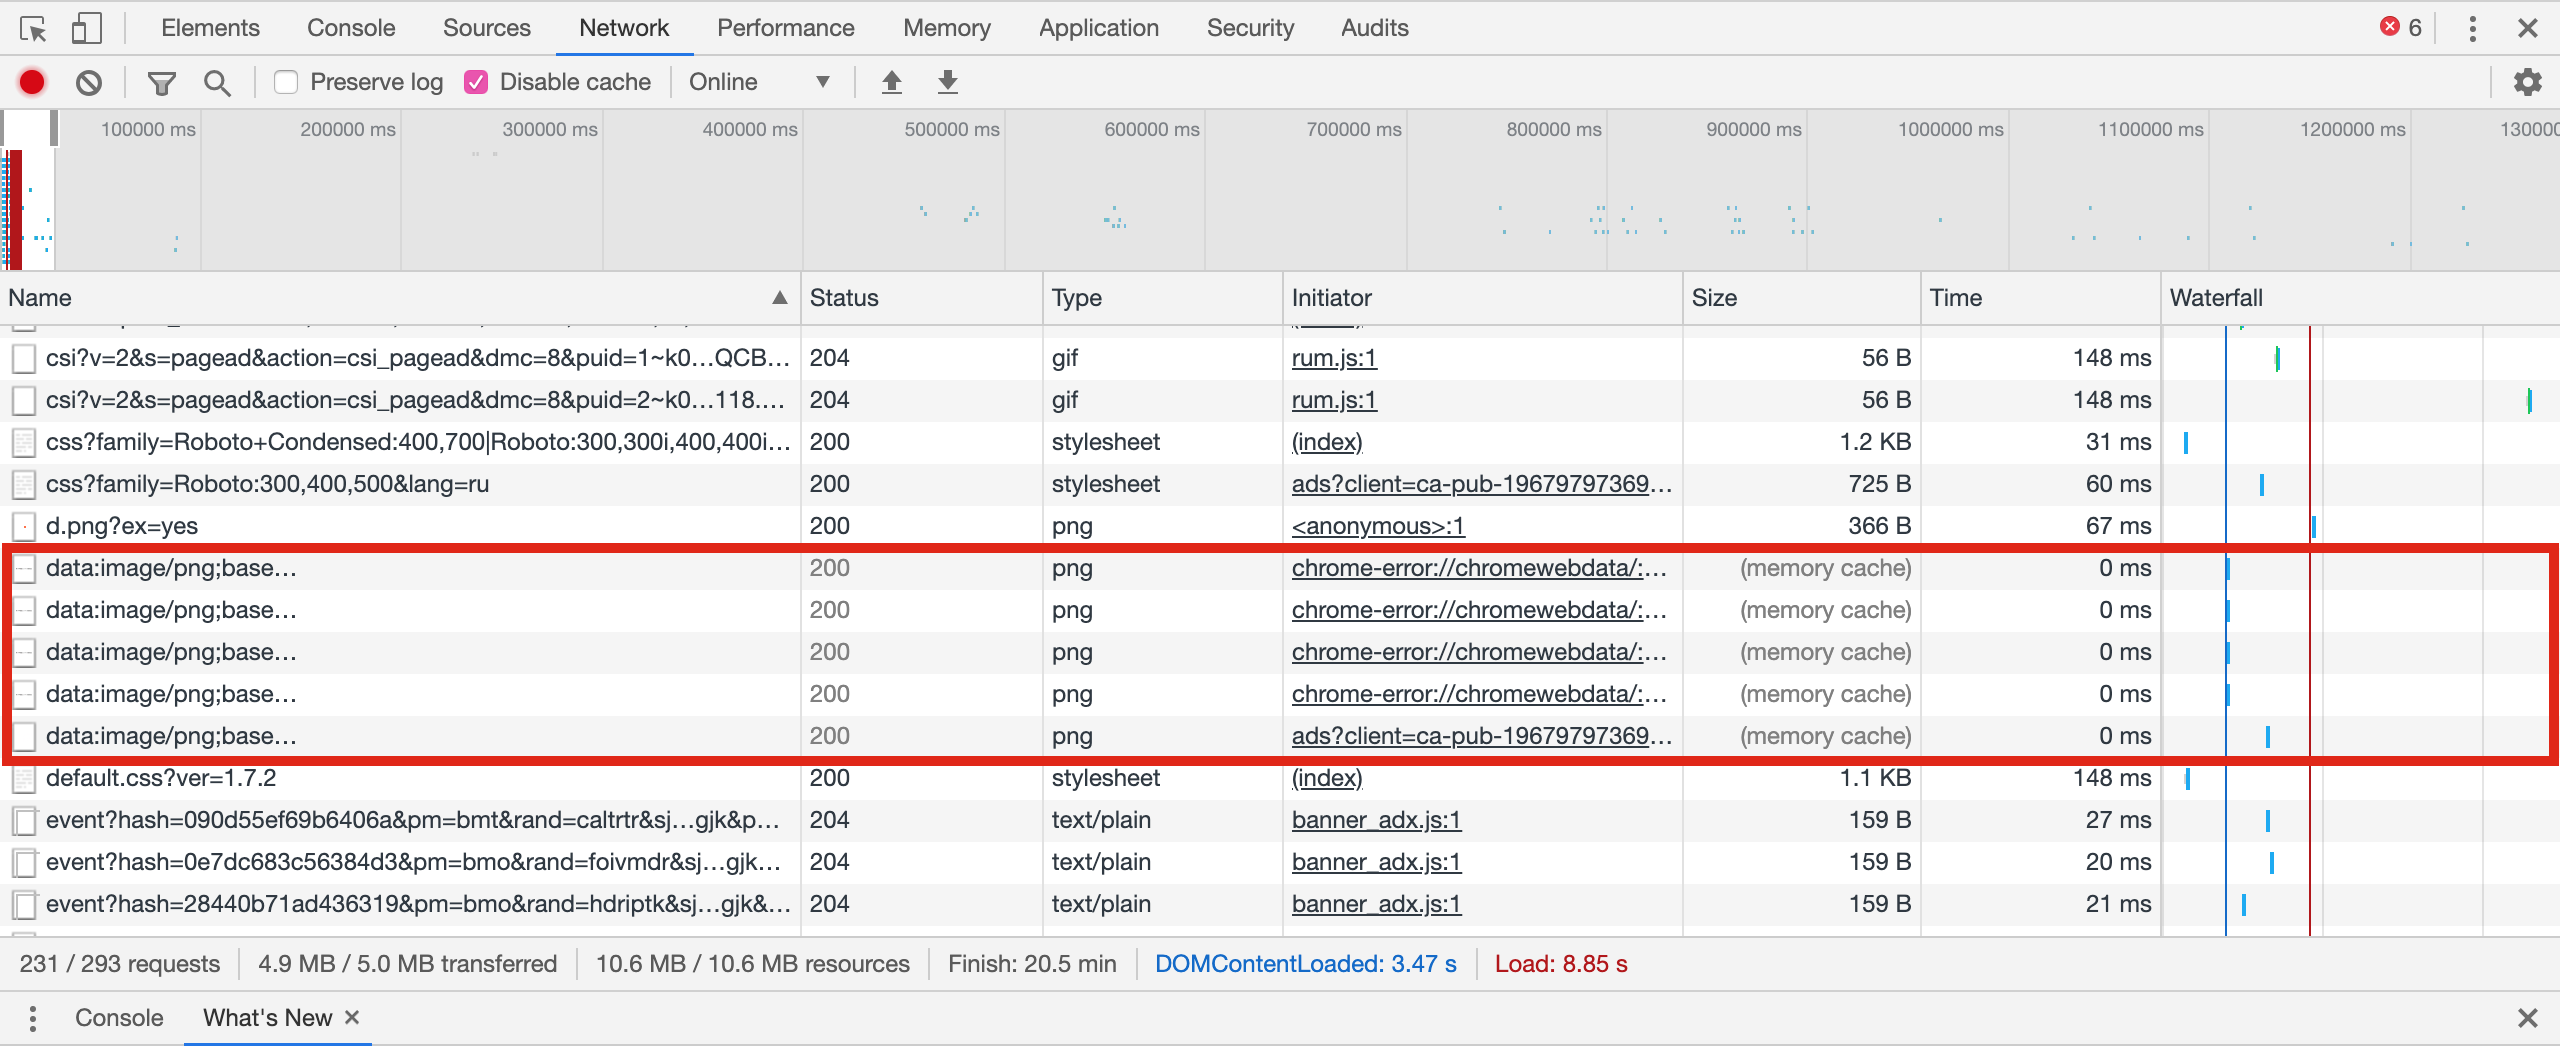 Elements Console Sources Network Performance Memory Application Security Audits 6
Preserve log Disable cache Online
100000 ms 200000 ms 300000 ms 400000 ms 500000 ms 600000 ms 700000 ms 800000 ms 900000 ms 1000000 ms 1100000 ms 1200000 ms 13000
Name Status Type Initiator Size Time Waterfall
csi?v=2&s=pagead&action=csi_pagead&dmc=8&puid=1~k0…QCB… 204 gif rum.js:1 56 B 148 ms
csi?v=2&s=pagead&action=csi_pagead&dmc=8&puid=2~k0…118.… 204 gif rum.js:1 56 B 148 ms
css?family=Roboto+Condensed:400,700|Roboto:300,300i,400,400i… 200 stylesheet (index) 1.2 KB 31 ms
css?family=Roboto:300,400,500&lang=ru 200 stylesheet ads?client=ca-pub-19679797369… 725 B 60 ms
d.png?ex=yes 200 png <anonymous>:1 366 B 67 ms
data:image/png;base… 200 png chrome-error://chromewebdata/:… (memory cache) 0 ms
data:image/png;base… 200 png chrome-error://chromewebdata/:… (memory cache) 0 ms
data:image/png;base… 200 png chrome-error://chromewebdata/:… (memory cache) 0 ms
data:image/png;base… 200 png chrome-error://chromewebdata/:… (memory cache) 0 ms
data:image/png;base… 200 png ads?client=ca-pub-19679797369… (memory cache) 0 ms
default.css?ver=1.7.2 200 stylesheet (index) 1.1 KB 148 ms
event?hash=090d55ef69b6406a&pm=bmt&rand=caltrtr&sj…gjk&p… 204 text/plain banner_adx.js:1 159 B 27 ms
event?hash=0e7dc683c56384d3&pm=bmo&rand=foivmdr&sj…gjk… 204 text/plain banner_adx.js:1 159 B 20 ms
event?hash=28440b71ad436319&pm=bmo&rand=hdriptk&sj…gjk&… 204 text/plain banner_adx.js:1 159 B 21 ms
231 / 293 requests 4.9 MB / 5.0 MB transferred 10.6 MB / 10.6 MB resources Finish: 20.5 min DOMContentLoaded: 3.47 s Load: 8.85 s
Console What's New